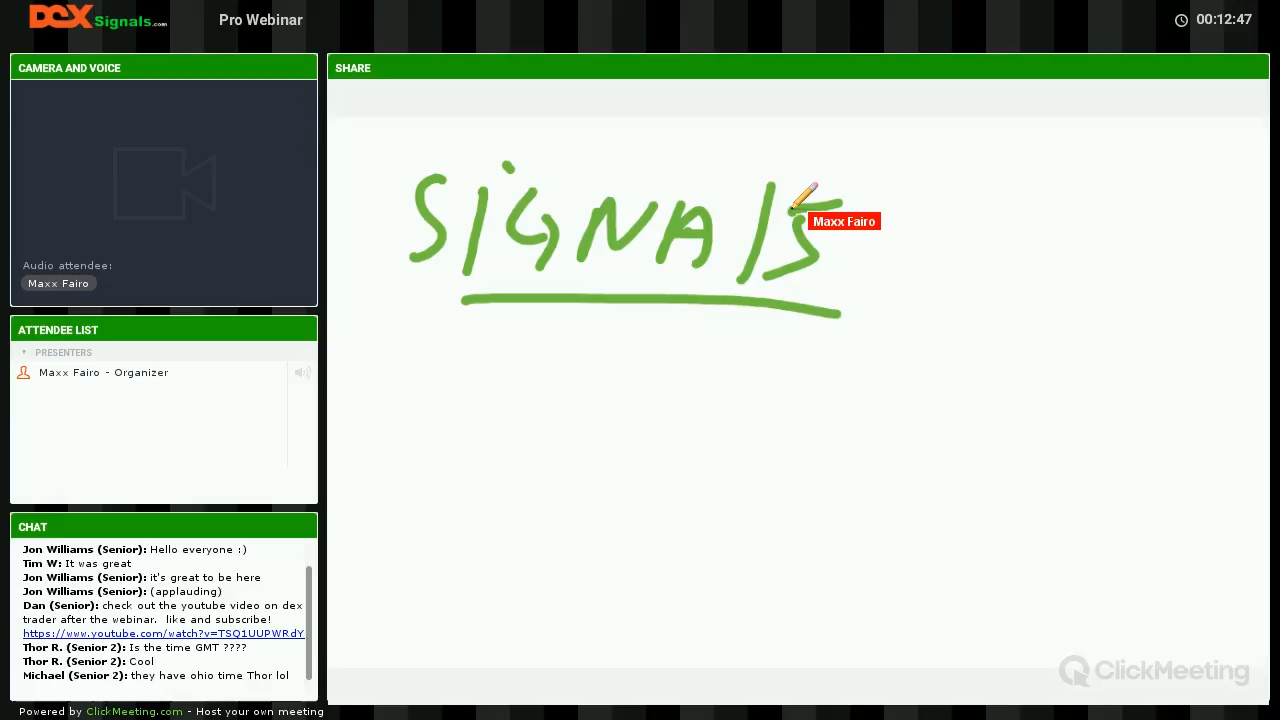 DEX Signals.com
Pro Webinar
00:12:47
CAMERA AND VOICE
Audio attendee:
Maxx Fairo
ATTENDEE LIST
PRESENTERS
Maxx Fairo - Organizer
CHAT
Jon Williams (Senior): Hello everyone :)
Tim W: It was great
Jon Williams (Senior): it's great to be here
Jon Williams (Senior): (applauding)
Dan (Senior): check out the youtube video on dex
trader after the webinar. like and subscribe!
https://www.youtube.com/watch?v=TSQ1UUPWRdY
Thor R. (Senior 2): Is the time GMT ????
Thor R. (Senior 2): Cool
Michael (Senior 2): they have ohio time Thor lol
Powered by ClickMeeting.com - Host your own meeting
SHARE
SiGNAlS
Maxx Fairo
ClickMeeting